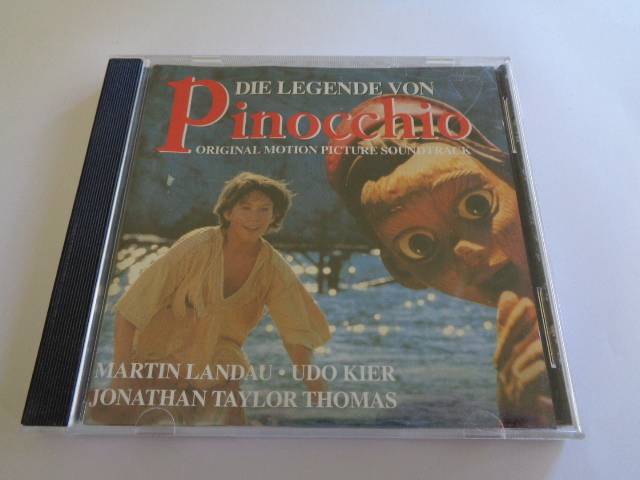 DIE LEGENDE VON
Pinocchio
ORIGINAL MOTION PICTURE SOUNDTRACK
MARTIN LANDAU · UDO KIER
JONATHAN TAYLOR THOMAS